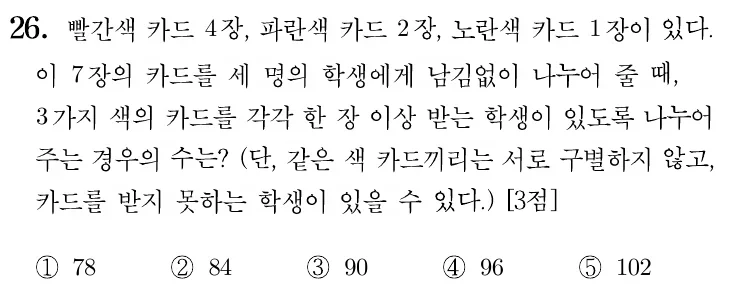 26. 빨간색 카드 4장, 파란색 카드 2장, 노란색 카드 1장이 있다.
이 7장의 카드를 세 명의 학생에게 남김없이 나누어 줄 때,
3가지 색의 카드를 각각 한 장 이상 받는 학생이 있도록 나누어
주는 경우의 수는? (단, 같은 색 카드끼리는 서로 구별하지 않고,
카드를 받지 못하는 학생이 있을 수 있다.) [3점]
① 78 ② 84 ③ 90 ④ 96 ⑤ 102